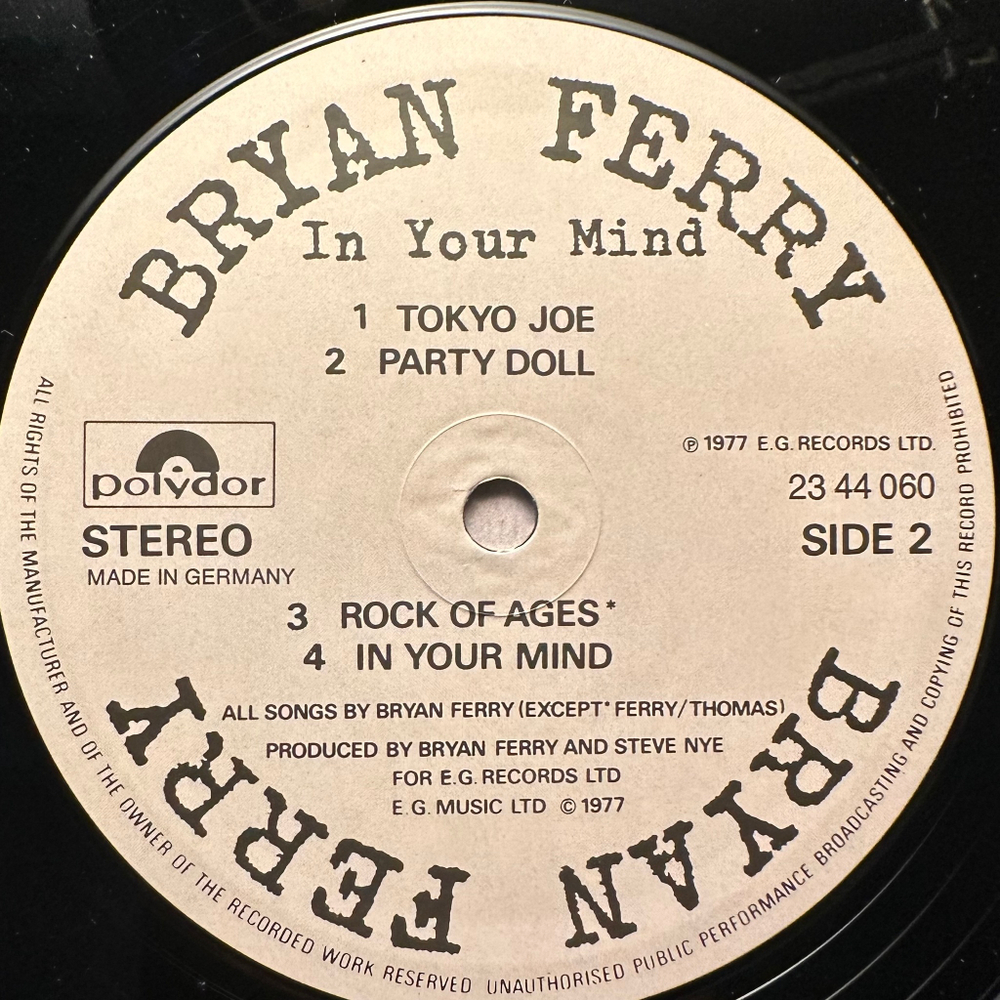 BRYAN FERRY
In Your Mind
1 TOKYO JOE
2 PARTY DOLL
polydor
STEREO
MADE IN GERMANY
℗ 1977 E.G. RECORDS LTD.
23 44 060
SIDE 2
3 ROCK OF AGES*
4 IN YOUR MIND
ALL SONGS BY BRYAN FERRY (EXCEPT* FERRY/THOMAS)
PRODUCED BY BRYAN FERRY AND STEVE NYE
FOR E.G. RECORDS LTD
E.G. MUSIC LTD © 1977
BRYAN FERRY
ALL RIGHTS OF THE MANUFACTURER AND OF THE OWNER OF THE RECORDED WORK RESERVED UNAUTHORISED PUBLIC PERFORMANCE BROADCASTING AND COPYING OF THIS RECORD PROHIBITED